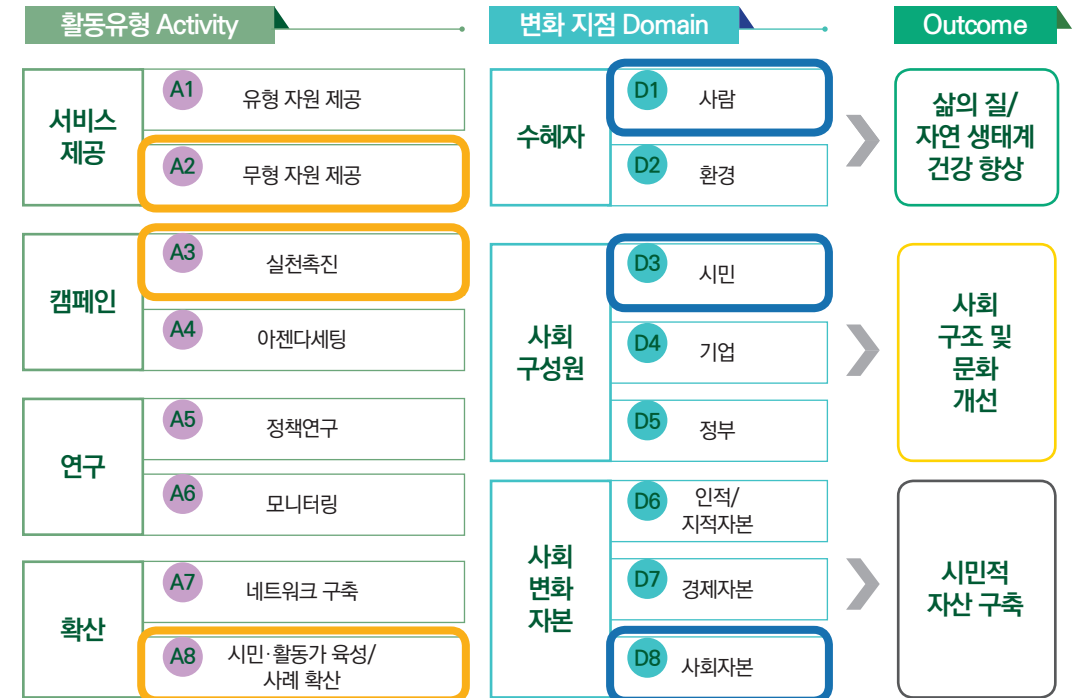 활동유형 Activity
변화 지점 Domain
Outcome
서비스
제공
A1
유형 자원 제공
A2
무형 자원 제공
캠페인
A3
실천촉진
A4
아젠다세팅
연구
A5
정책연구
A6
모니터링
확산
A7
네트워크 구축
A8
시민·활동가 육성/
사례 확산
수혜자
D1
사람
D2
환경
사회
구성원
D3
시민
D4
기업
D5
정부
사회
변화
자본
D6
인적/
지적자본
D7
경제자본
D8
사회자본
삶의 질/
자연 생태계
건강 향상
사회
구조 및
문화
개선
시민적
자산 구축